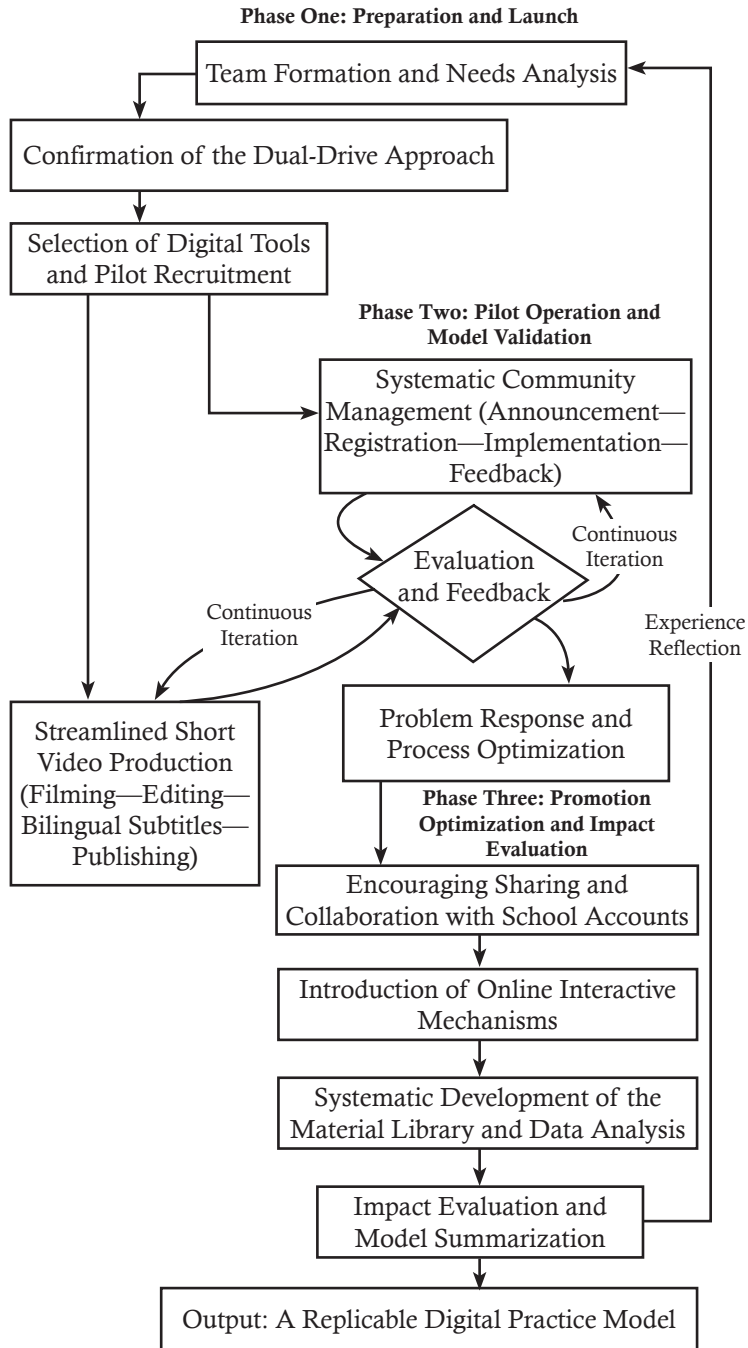 Phase One: Preparation and Launch
Team Formation and Needs Analysis
Confirmation of the Dual-Drive Approach
Selection of Digital Tools
and Pilot Recruitment
Phase Two: Pilot Operation and
Model Validation
Systematic Community
Management (Announcement—
Registration—Implementation—
Feedback)
Continuous
Iteration
Evaluation
and Feedback
Continuous
Iteration
Experience
Reflection
Streamlined Short
Video Production
(Filming—Editing—
Bilingual Subtitles—
Publishing)
Problem Response and
Process Optimization
Phase Three: Promotion
Optimization and Impact
Evaluation
Encouraging Sharing and
Collaboration with School Accounts
Introduction of Online Interactive
Mechanisms
Systematic Development of the
Material Library and Data Analysis
Impact Evaluation and
Model Summarization
Output: A Replicable Digital Practice Model